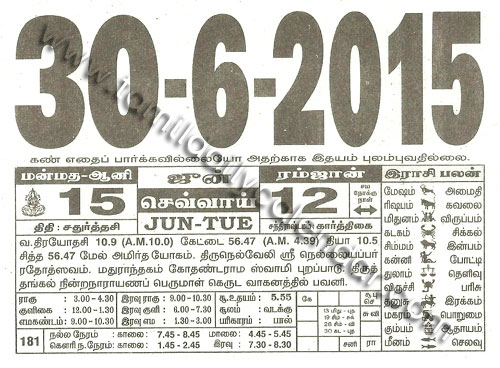 30-6-2015
கண் எதைப் பார்க்கவில்லையோ அதற்காக இதயம் புலம்புவதில்லை.
மன்மத-ஆனி ஜுன் ரம்ஜான் இராசி பலன்
15 செவ்வாய் 12
சம நோக்கு நாள்
திதி : சதுர்த்தசி JUN-TUE சந்திராஷ்டமம் கார்த்திகை
வ.திரயோதசி 10.9 (A.M.10.0) கேட்டை 56.47 (A.M. 4.39) 10.5
சித்த 56.47 மேல் அமிர்த யோகம். திருநெல்வேலி ஸ்ரீ
ரதோஸ்வம். மதுராந்தகம் கோதண்டராம ஸ்வாமி புறப்பாடு.
தங்கல் நின்றநாராயணப் பெருமாள் கெருட வாகனத்தில் பவனி.
ராகு : 3.00 - 4.30 இரவு ராகு : 9.00 - 10.30 சூ.உதயம் : 5.55
குளிகை : 12.00 -1.30 இரவு குளி : 6.00 - 7.30 சூலம் : வடக்கு
எமகண்டம்: 9.00-10.30 இரவு எம : 1.30 - 3.00 பரிகாரம் : பால்
181 நல்ல நேரம் : காலை: 7.45 - 8.45 மாலை: 4.45 - 5.45
கௌரி ந.நேரம்: காலை: 1.45 - 2.45 இரவு: 7.30 - 8.30
மேஷம் அமைதி
ரிஷபம் கவலை
மிதுனம் விருப்பம்
கடகம் சிக்கல்
சிம்மம் இன்பம்
கன்னி போட்டி
துலாம் தெளிவு
விருச் பரிசு
தனுசு இரக்கம்
மகரம் பெருமை
கும்பம் ஆதாயம்
மீனம் செலவு
www.tamildailycalendar.com